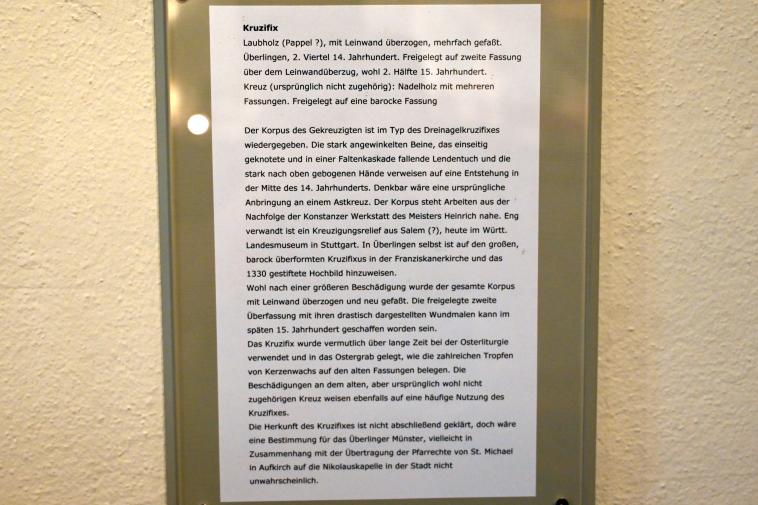 Kruzifix
Laubholz (Pappel ?), mit Leinwand überzogen, mehrfach gefaßt.
Überlingen, 2. Viertel 14. Jahrhundert. Freigelegt auf zweite Fassung
über dem Leinwandüberzug, wohl 2. Hälfte 15. Jahrhundert.
Kreuz (ursprünglich nicht zugehörig): Nadelholz mit mehreren
Fassungen. Freigelegt auf eine barocke Fassung
Der Korpus des Gekreuzigten ist im Typ des Dreinagelkruzifixes
wiedergegeben. Die stark angewinkelten Beine, das einseitig
geknotete und in einer Faltenkaskade fallende Lendentuch und die
stark nach oben gebogenen Hände verweisen auf eine Entstehung in
der Mitte des 14. Jahrhunderts. Denkbar wäre eine ursprüngliche
Anbringung an einem Astkreuz. Der Korpus steht Arbeiten aus der
Nachfolge der Konstanzer Werkstatt des Meisters Heinrich nahe. Eng
verwandt ist ein Kreuzigungsrelief aus Salem (?), heute im Württ.
Landesmuseum in Stuttgart. In Überlingen selbst ist auf den großen,
barock überformten Kruzifixus in der Franziskanerkirche und das
1330 gestiftete Hochbild hinzuweisen.
Wohl nach einer größeren Beschädigung wurde der gesamte Korpus
mit Leinwand überzogen und neu gefaßt. Die freigelegte zweite
Überfassung mit ihren drastisch dargestellten Wundmalen kann im
späten 15. Jahrhundert geschaffen worden sein.
Das Kruzifix wurde vermutlich über lange Zeit bei der Osterliturgie
verwendet und in das Ostergrab gelegt, wie die zahlreichen Tropfen
von Kerzenwachs auf den alten Fassungen belegen. Die
Beschädigungen an dem alten, aber ursprünglich wohl nicht
zugehörigen Kreuz weisen ebenfalls auf eine häufige Nutzung des
Kruzifixes.
Die Herkunft des Kruzifixes ist nicht abschließend geklärt, doch wäre
eine Bestimmung für das Überlinger Münster, vielleicht in
Zusammenhang mit der Übertragung der Pfarrechte von St. Michael
in Aufkirch auf die Nikolauskapelle in der Stadt nicht
unwahrscheinlich.